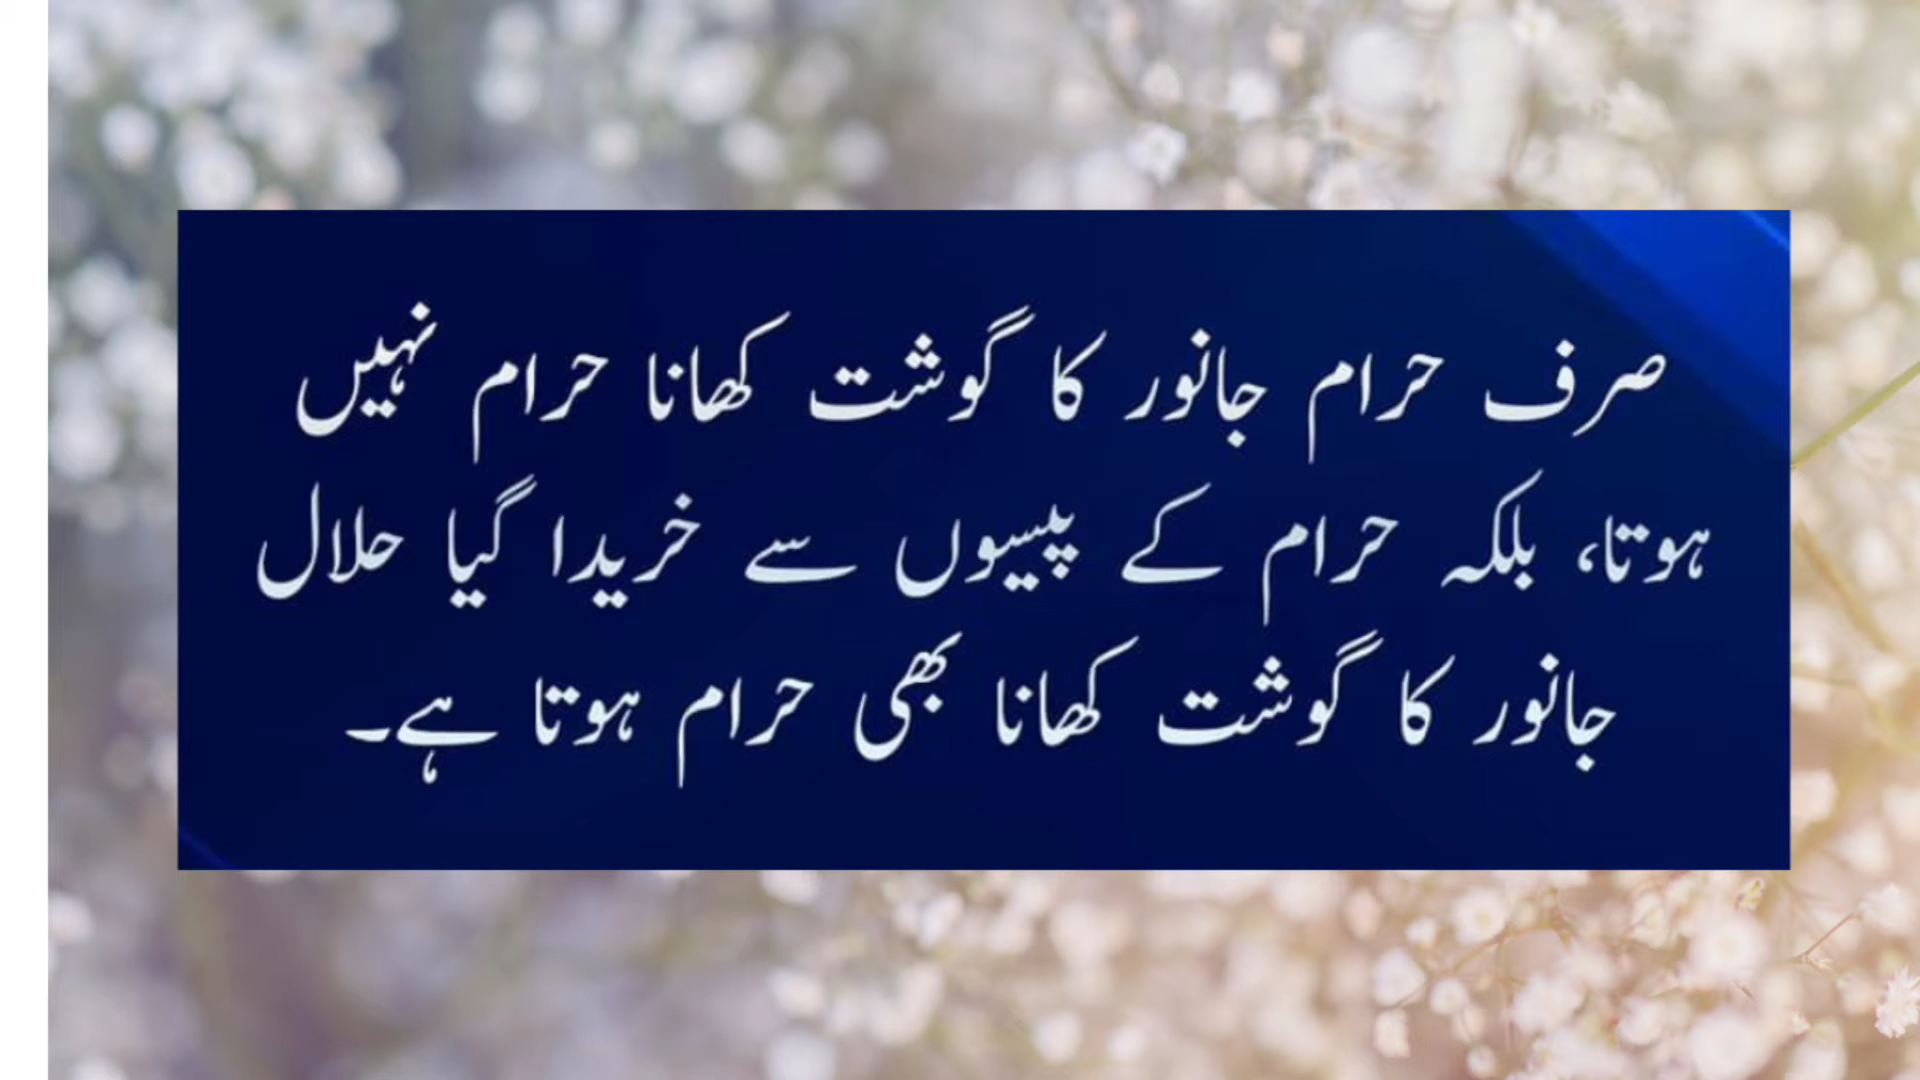 صرف حرام جانور کا گوشت کھانا حرام نہیں
ہوتا، بلکہ حرام کے پیسوں سے خریدا گیا حلال
جانور کا گوشت کھانا بھی حرام ہوتا ہے۔